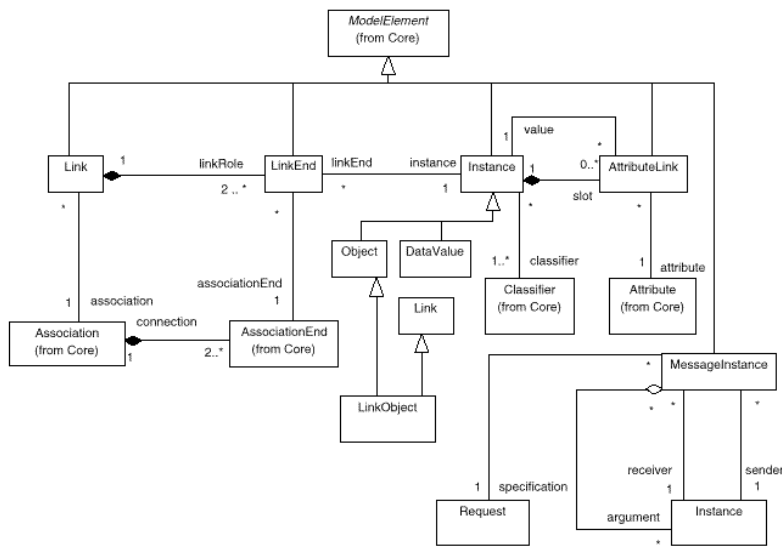 ModelElement
(from Core)
1
value
*
Link
1
linkRole
LinkEnd
linkEnd
instance
Instance
1
0..*
AttributeLink
2 ..*
*
1
slot
*
*
*
*
Object
DataValue
1..*
classifier
1
attribute
associationEnd
Classifier
(from Core)
Attribute
(from Core)
1
association
1
Link
Association
(from Core)
connection
AssociationEnd
(from Core)
1
2..*
*
MessageInstance
LinkObject
*
*
*
receiver
sender
1
specification
1
1
Request
argument
Instance
*